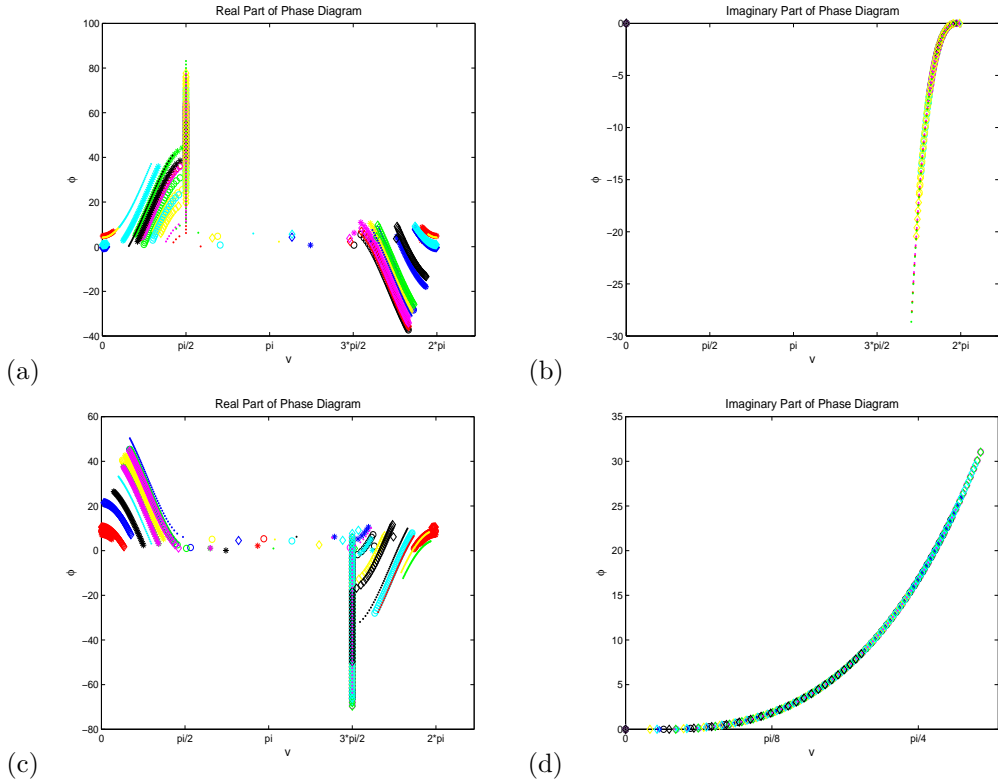 Real Part of Phase Diagram
100
80
60
40
20
0
−20
−40
ϕ
0
pi/2
pi
3*pi/2
2*pi
v
(a)
Imaginary Part of Phase Diagram
0
−5
−10
−15
−20
−25
−30
ϕ
0
pi/2
pi
3*pi/2
2*pi
v
(b)
Real Part of Phase Diagram
60
40
20
0
−20
−40
−60
−80
ϕ
0
pi/2
pi
3*pi/2
2*pi
v
(c)
Imaginary Part of Phase Diagram
35
30
25
20
15
10
5
0
ϕ
0
pi/8
pi/4
v
(d)